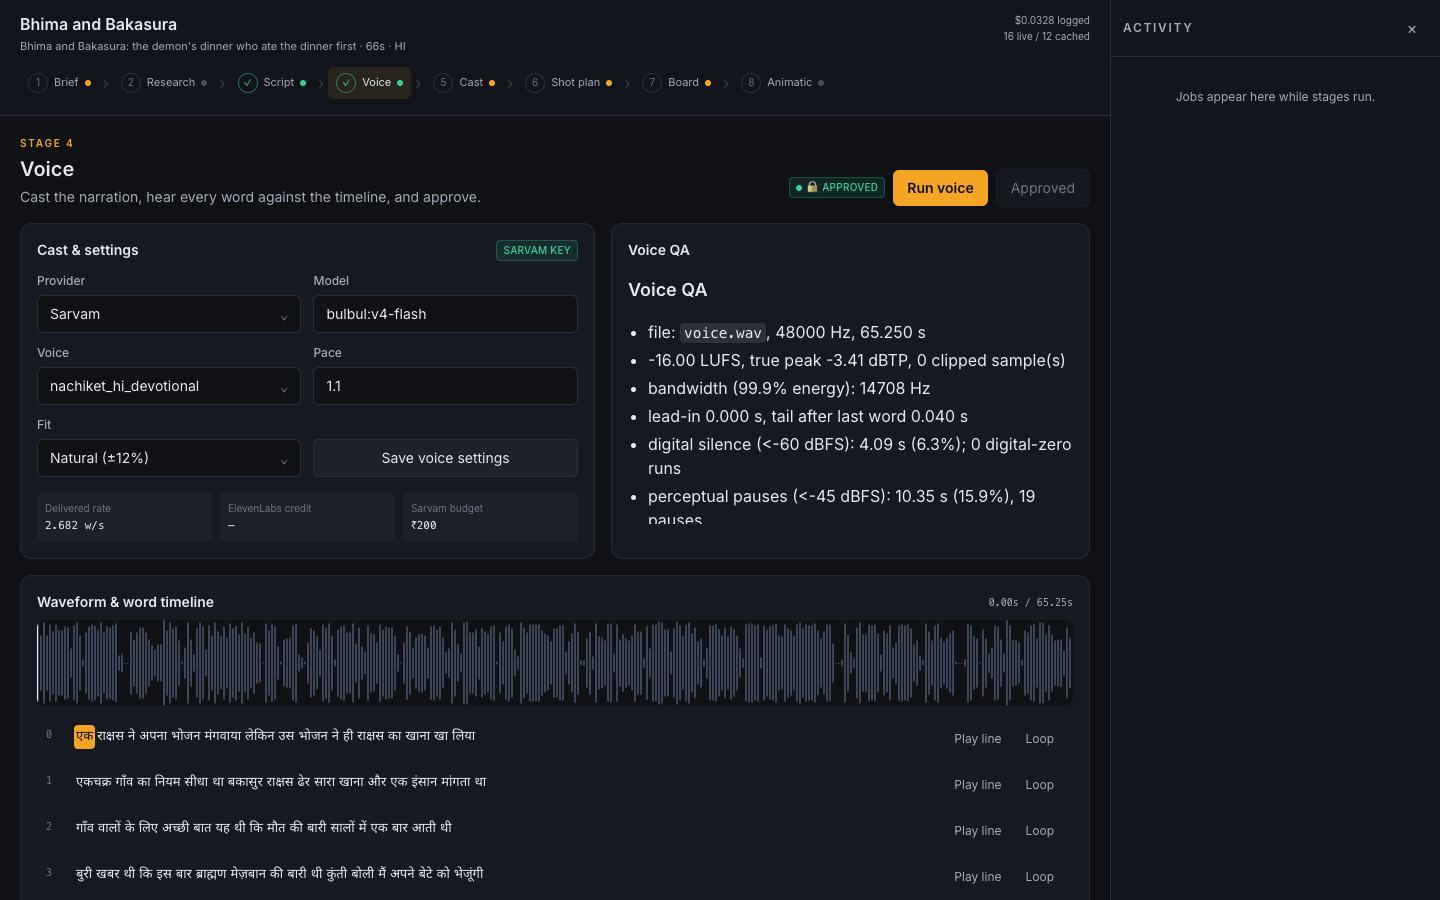 Bhima and Bakasura
Bhima and Bakasura: the demon's dinner who ate the dinner first · 66s · HI
$0.0328 logged
16 live / 12 cached
1 Brief
2 Research
Script
Voice
5 Cast
6 Shot plan
7 Board
8 Animatic
ACTIVITY
×
Jobs appear here while stages run.
STAGE 4
Voice
Cast the narration, hear every word against the timeline, and approve.
APPROVED
Run voice
Approved
Cast & settings
SARVAM KEY
Provider
Model
Sarvam
bulbul:v4-flash
Voice
Pace
nachiket_hi_devotional
1.1
Fit
Natural (±12%)
Save voice settings
Delivered rate
2.682 w/s
ElevenLabs credit
—
Sarvam budget
₹200
Voice QA
Voice QA
• file: voice.wav, 48000 Hz, 65.250 s
• -16.00 LUFS, true peak -3.41 dBTP, 0 clipped sample(s)
• bandwidth (99.9% energy): 14708 Hz
• lead-in 0.000 s, tail after last word 0.040 s
• digital silence (<-60 dBFS): 4.09 s (6.3%); 0 digital-zero
runs
• perceptual pauses (<-45 dBFS): 10.35 s (15.9%), 19
pauses
Waveform & word timeline
0.00s / 65.25s
0 एक राक्षस ने अपना भोजन मंगवाया लेकिन उस भोजन ने ही राक्षस का खाना खा लिया Play line Loop
1 एकचक्र गाँव का नियम सीधा था बकासुर राक्षस ढेर सारा खाना और एक इंसान मांगता था Play line Loop
2 गाँव वालों के लिए अच्छी बात यह थी कि मौत की बारी सालों में एक बार आती थी Play line Loop
3 बुरी खबर थी कि इस बार ब्राह्मण मेज़बान की बारी थी कुंती बोली मैं अपने बेटे को भेजूंगी Play line Loop